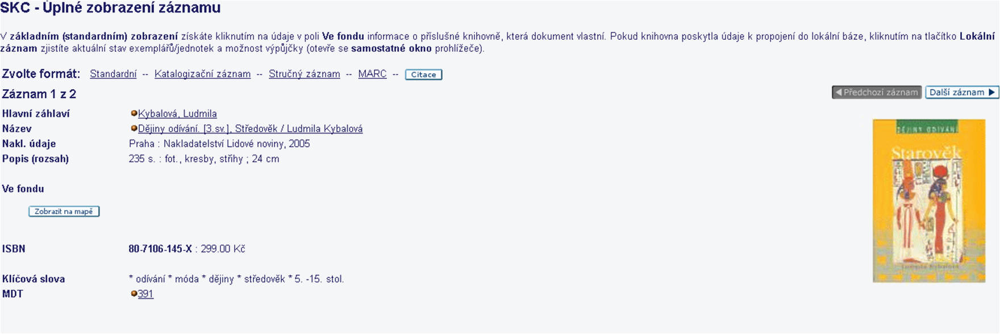 SKC - Úplné zobrazení záznamu
V základním (standardním) zobrazení získáte kliknutím na údaje v poli Ve fondu informace o příslušné knihovně, která dokument vlastní. Pokud knihovna poskytla údaje k propojení do lokální báze, kliknutím na tlačítko Lokální
záznam zjistíte aktuální stav exemplářů/jednotek a možnost výpůjčky (otevře se samostatné okno prohlížeče).
Zvolte formát: Standardní -- Katalogizační záznam -- Stručný záznam -- MARC -- Citace
Záznam 1 z 2
Předchozí záznam Další záznam
Hlavní záhlaví Kybalová, Ludmila
Název Dějiny odívání. [3.sv.], Středověk / Ludmila Kybalová
Nakl. údaje Praha : Nakladatelství Lidové noviny, 2005
Popis (rozsah) 235 s. : fot., kresby, střihy ; 24 cm
Ve fondu
Zobrazit na mapě
ISBN 80-7106-145-X : 299.00 Kč
Klíčová slova * odívání * móda * dějiny * středověk * 5. -15. stol.
MDT 391
DĚJINY ODÍVÁNÍ
Starověk
Ludmila Kybalová